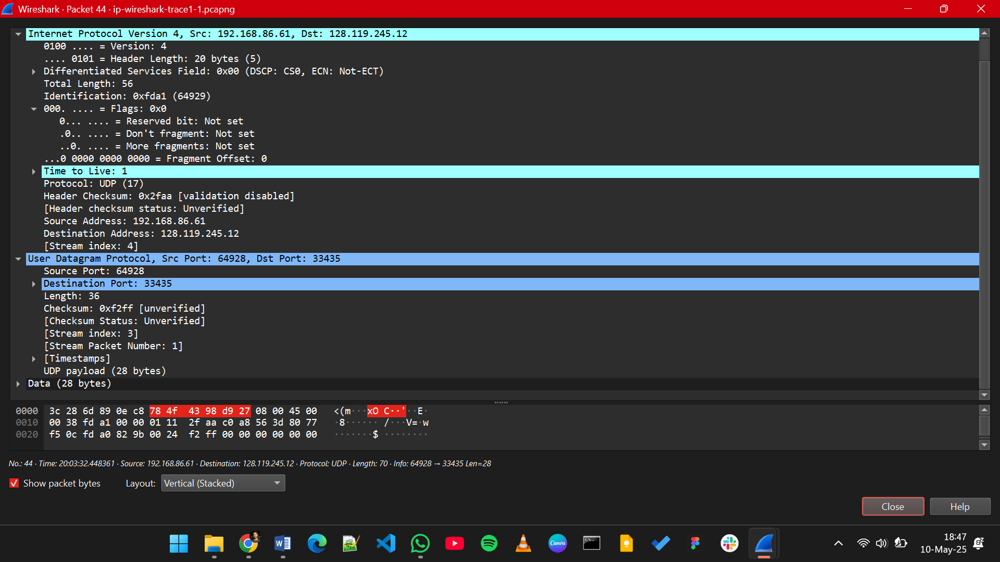 Wireshark · Packet 44 · ip-wireshark-trace1-1.pcapng
Internet Protocol Version 4, Src: 192.168.86.61, Dst: 128.119.245.12
0100 .... = Version: 4
.... 0101 = Header Length: 20 bytes (5)
Differentiated Services Field: 0x00 (DSCP: CS0, ECN: Not-ECT)
Total Length: 56
Identification: 0xfda1 (64929)
000. .... = Flags: 0x0
0... .... = Reserved bit: Not set
.0.. .... = Don't fragment: Not set
..0. .... = More fragments: Not set
...0 0000 0000 0000 = Fragment Offset: 0
Time to Live: 1
Protocol: UDP (17)
Header Checksum: 0x2faa [validation disabled]
[Header checksum status: Unverified]
Source Address: 192.168.86.61
Destination Address: 128.119.245.12
[Stream index: 4]
User Datagram Protocol, Src Port: 64928, Dst Port: 33435
Source Port: 64928
Destination Port: 33435
Length: 36
Checksum: 0xf2ff [unverified]
[Checksum Status: Unverified]
[Stream index: 3]
[Stream Packet Number: 1]
[Timestamps]
UDP payload (28 bytes)
Data (28 bytes)
0000 3c 28 6d 89 0e c8 78 4f 43 98 d9 27 08 00 45 00 <(m···xO C··'··E·
0010 00 38 fd a1 00 00 01 11 2f aa c0 a8 56 3d 80 77 ·8······ /···V=·w
0020 f5 0c fd a0 82 9b 00 24 f2 ff 00 00 00 00 00 00 ·······$ ········
No.: 44 · Time: 20:03:32.448361 · Source: 192.168.86.61 · Destination: 128.119.245.12 · Protocol: UDP · Length: 70 · Info: 64928 → 33435 Len=28
Show packet bytes Layout: Vertical (Stacked)
Close Help
Canva
18:47
10-May-25